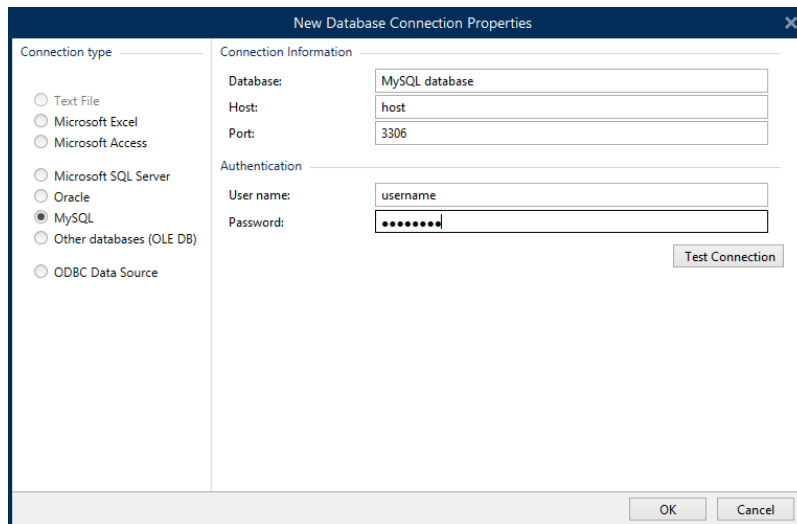 New Database Connection Properties
Connection type
Text File
Microsoft Excel
Microsoft Access
Microsoft SQL Server
Oracle
MySQL
Other databases (OLE DB)
ODBC Data Source
Connection Information
Database: MySQL database
Host: host
Port: 3306
Authentication
User name: username
Password: ●●●●●●●●
Test Connection
OK Cancel